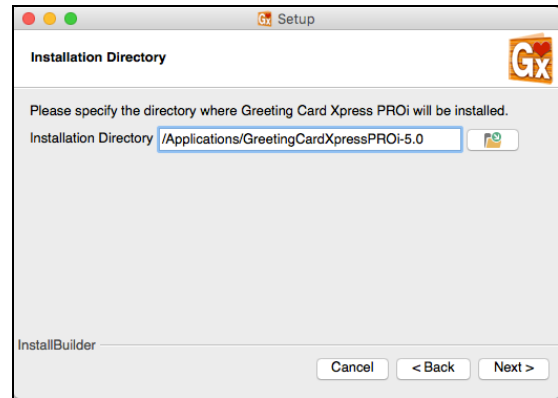 Gx Setup
Installation Directory
Gx
Please specify the directory where Greeting Card Xpress PROi will be installed.
Installation Directory /Applications/GreetingCardXpressPROi-5.0
InstallBuilder
Cancel < Back Next >